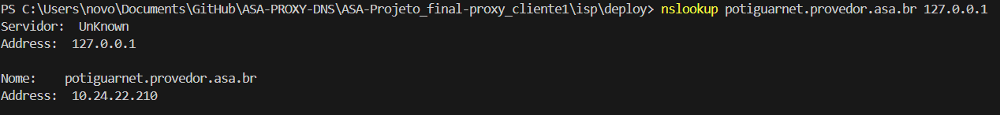 PS C:\Users\novo\Documents\GitHub\ASA-PROXY-DNS\ASA-Projeto_final-proxy_cliente1\isp\deploy> nslookup potiguarnet.provedor.asa.br 127.0.0.1
Servidor:  UnKnown
Address:  127.0.0.1

Nome:    potiguarnet.provedor.asa.br
Address:  10.24.22.210